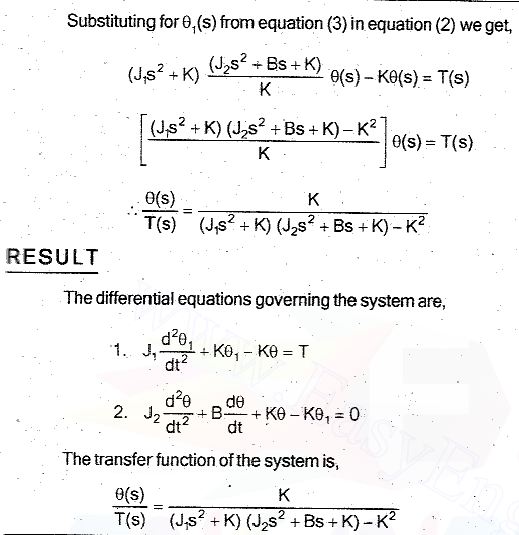 Substituting for θ₁(s) from equation (3) in equation (2) we get,
(J₁s² + K) (J₂s² + Bs + K)/K θ(s) – Kθ(s) = T(s)
[(J₁s² + K) (J₂s² + Bs + K) – K²/K] θ(s) = T(s)
∴ θ(s)/T(s) = K/(J₁s² + K) (J₂s² + Bs + K) – K²
RESULT
The differential equations governing the system are,
1. J₁ d²θ₁/dt² + Kθ₁ – Kθ = T
2. J₂ d²θ/dt² + B dθ/dt + Kθ – Kθ₁ = 0
The transfer function of the system is,
θ(s)/T(s) = K/(J₁s² + K) (J₂s² + Bs + K) – K²